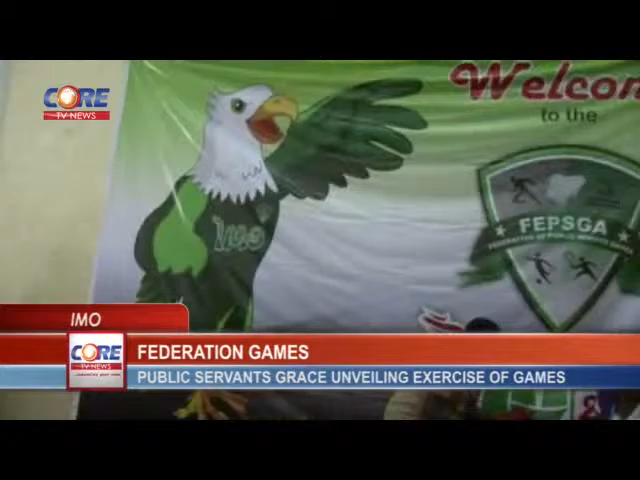 CORE
TV NEWS
Welcom
to the
FEPSGA
Imo
IMO
CORE
TV NEWS
FEDERATION GAMES
PUBLIC SERVANTS GRACE UNVEILING EXERCISE OF GAMES